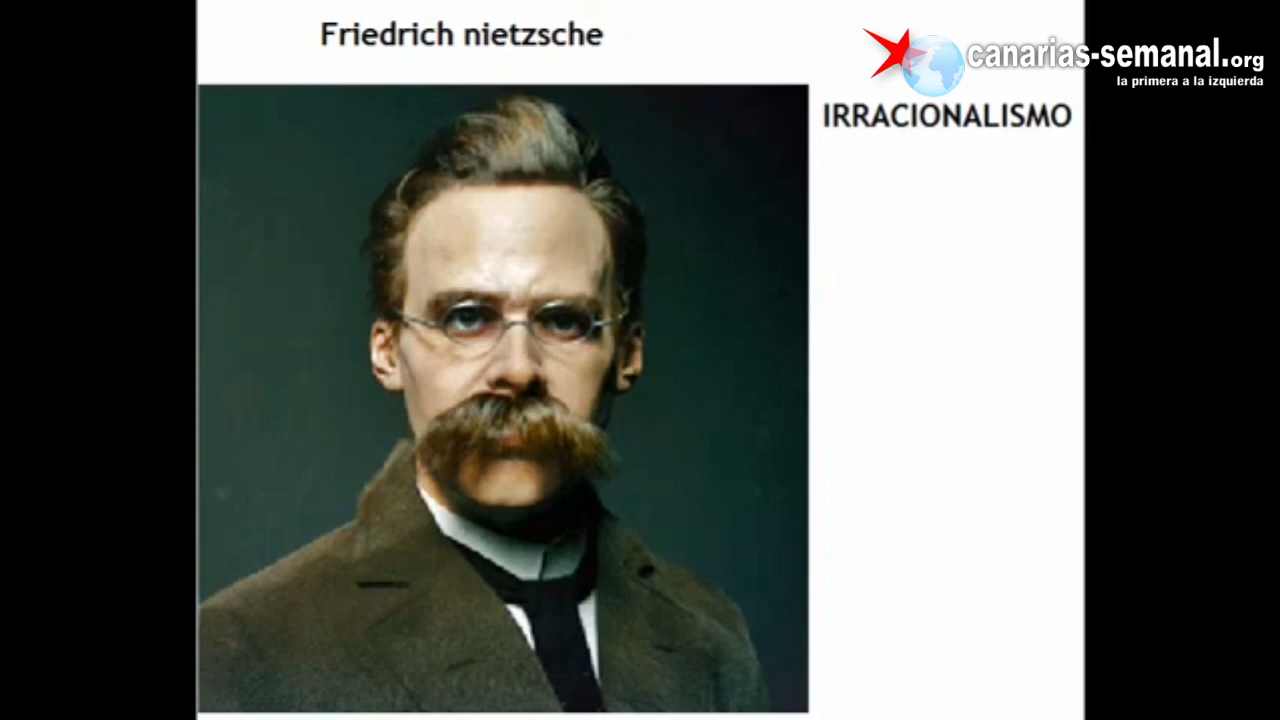 Friedrich nietzsche
canarias-semanal.org
la primera a la izquierda
IRRACIONALISMO